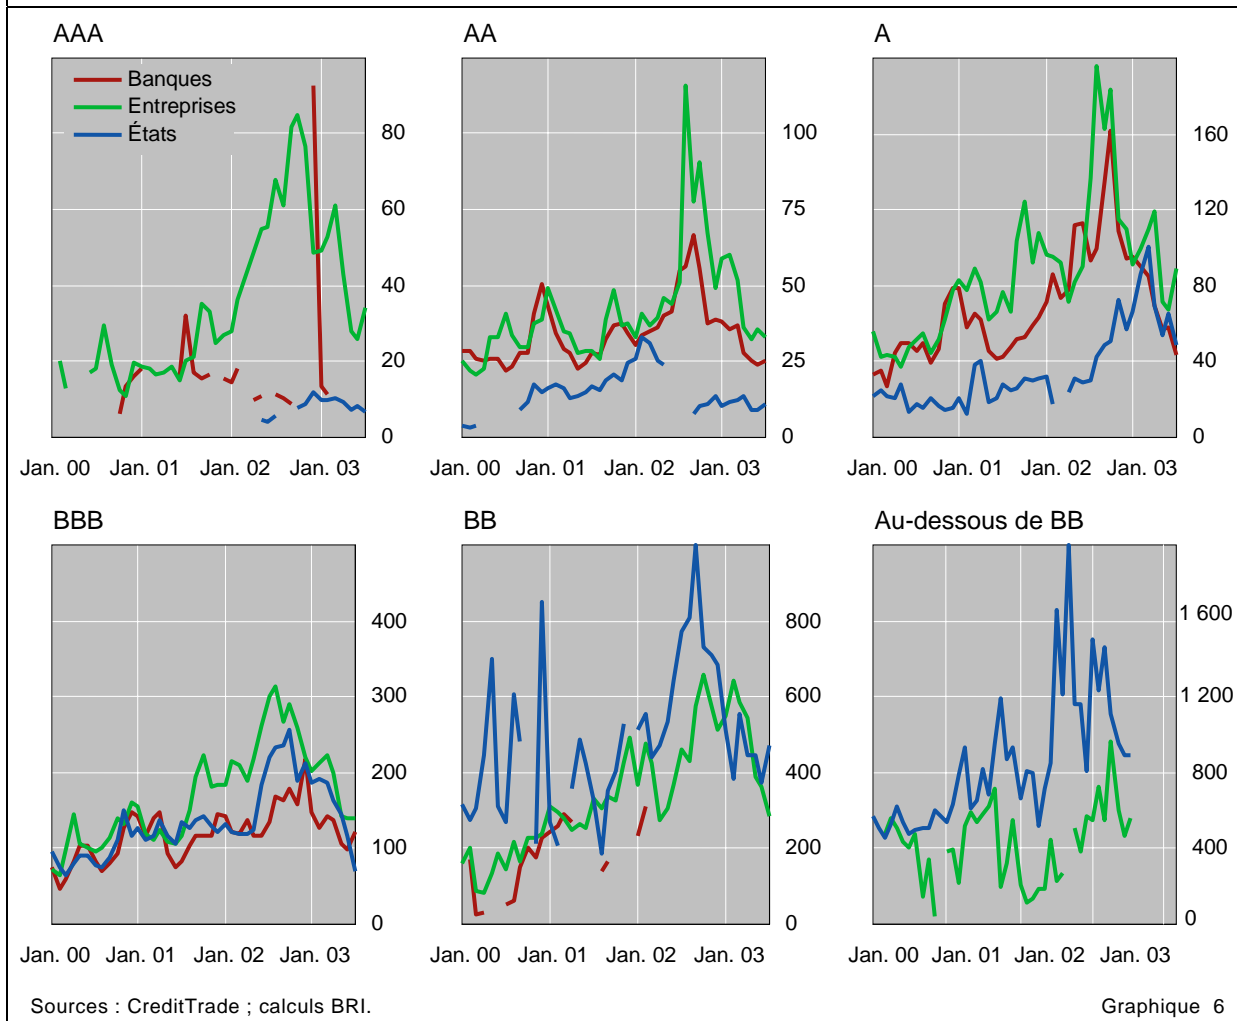 AAA
Banques
Entreprises
États
80
60
40
20
0
Jan. 00 Jan. 01 Jan. 02 Jan. 03
AA
100
75
50
25
0
Jan. 00 Jan. 01 Jan. 02 Jan. 03
A
160
120
80
40
0
Jan. 00 Jan. 01 Jan. 02 Jan. 03
BBB
400
300
200
100
0
Jan. 00 Jan. 01 Jan. 02 Jan. 03
BB
800
600
400
200
0
Jan. 00 Jan. 01 Jan. 02 Jan. 03
Au-dessous de BB
1 600
1 200
800
400
0
Jan. 00 Jan. 01 Jan. 02 Jan. 03
Sources : CreditTrade ; calculs BRI.
Graphique 6